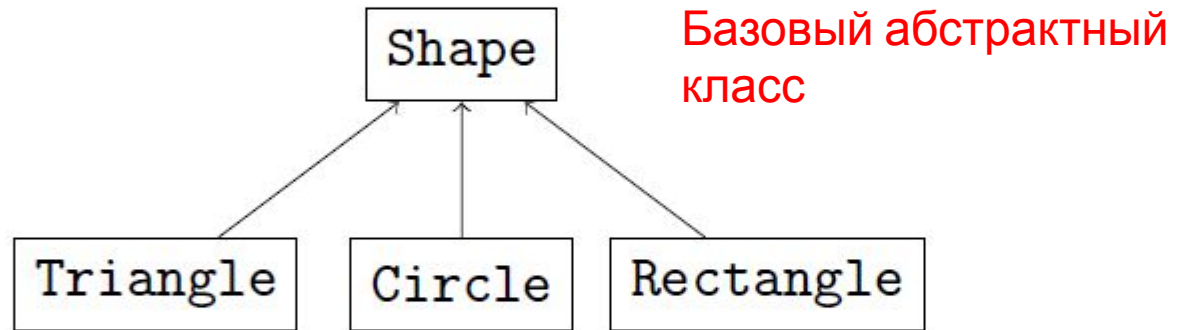 Shape
Базовый абстрактный
класс
Triangle
Circle
Rectangle